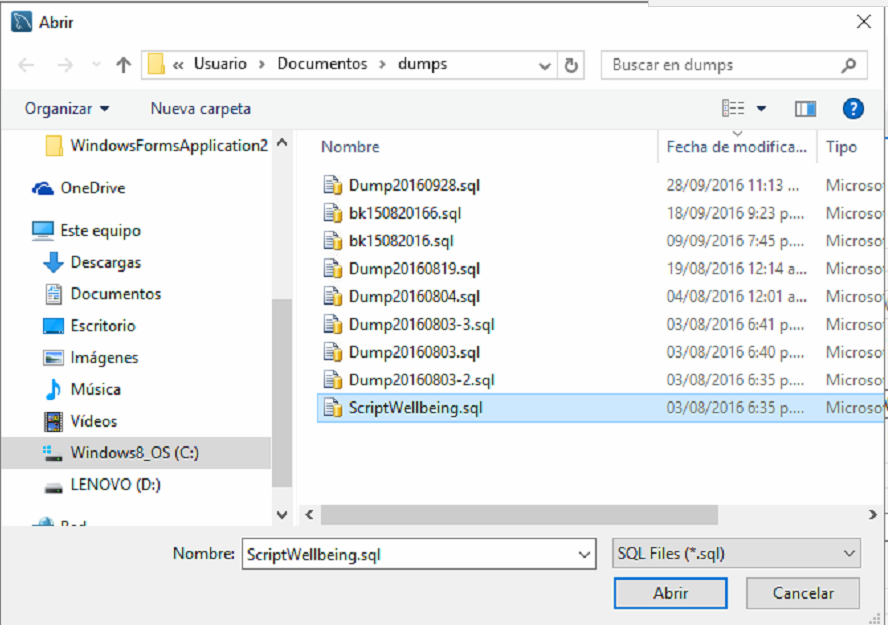 Abrir
« Usuario > Documentos > dumps
Buscar en dumps
Organizar
Nueva carpeta
?
WindowsFormsApplication2
OneDrive
Este equipo
Descargas
Documentos
Escritorio
Imágenes
Música
Vídeos
Windows8_OS (C:)
LENOVO (D:)
Nombre Fecha de modifica... Tipo
Dump20160928.sql 28/09/2016 11:13 ... Microso
bk150820166.sql 18/09/2016 9:23 p.... Microso
bk15082016.sql 09/09/2016 7:45 p.... Microso
Dump20160819.sql 19/08/2016 12:14 a... Microso
Dump20160804.sql 04/08/2016 12:01 a... Microso
Dump20160803-3.sql 03/08/2016 6:41 p.... Microso
Dump20160803.sql 03/08/2016 6:40 p.... Microso
Dump20160803-2.sql 03/08/2016 6:35 p.... Microso
ScriptWellbeing.sql 03/08/2016 6:35 p.... Microso
Nombre: ScriptWellbeing.sql
SQL Files (*.sql)
Abrir
Cancelar